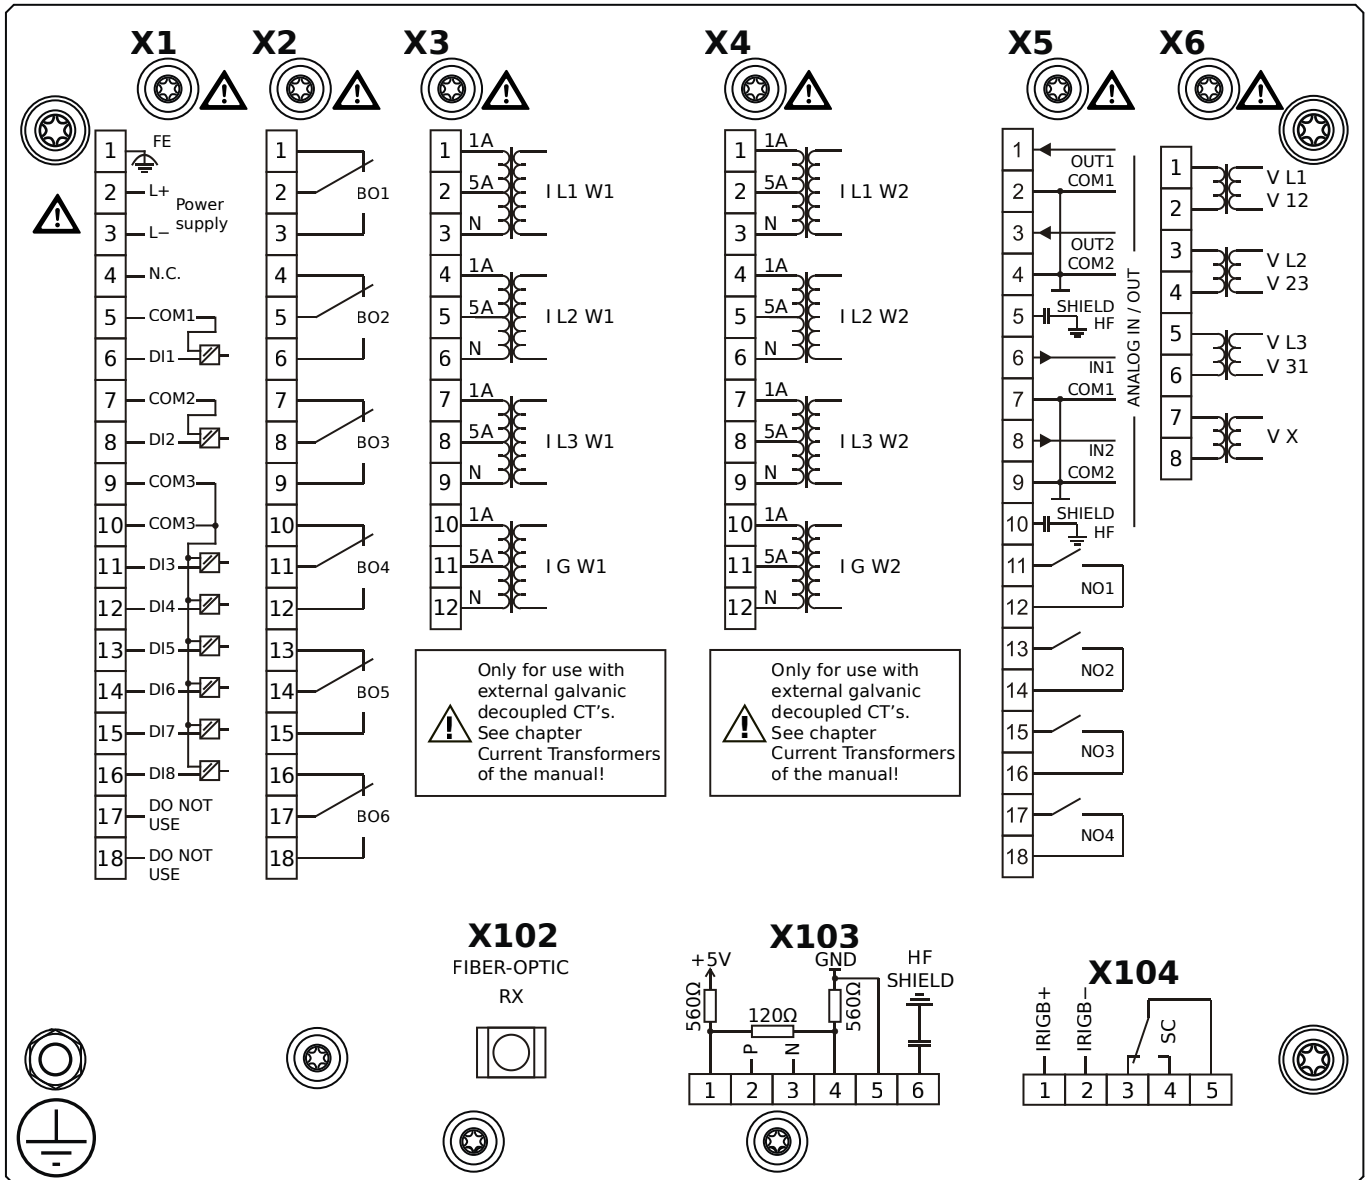 X1
1 FE
2 L+
Power
supply
3 L−
4 N.C.
5 COM1
6 DI1
7 COM2
8 DI2
9 COM3
10 COM3
11 DI3
12 DI4
13 DI5
14 DI6
15 DI7
16 DI8
17 DO NOT
USE
18 DO NOT
USE
X2
1
2 BO1
3
4
5 BO2
6
7
8 BO3
9
10
11 BO4
12
13
14 BO5
15
16
17 BO6
18
X3
1 1A
2 5A I L1 W1
3 N
4 1A
5 5A I L2 W1
6 N
7 1A
8 5A I L3 W1
9 N
10 1A
11 5A I G W1
12 N
Only for use with
external galvanic
decoupled CT's.
See chapter
Current Transformers
of the manual!
X4
1 1A
2 5A I L1 W2
3 N
4 1A
5 5A I L2 W2
6 N
7 1A
8 5A I L3 W2
9 N
10 1A
11 5A I G W2
12 N
Only for use with
external galvanic
decoupled CT's.
See chapter
Current Transformers
of the manual!
X5
1 OUT1
2 COM1
3 OUT2
4 COM2
5 SHIELD
HF
6 IN1
7 COM1
8 IN2
9 COM2
10 SHIELD
HF
ANALOG IN / OUT
11
NO1
12
13
NO2
14
15
NO3
16
17
NO4
18
X6
1 V L1
2 V 12
3 V L2
4 V 23
5 V L3
6 V 31
7 V X
8
X102
FIBER-OPTIC
RX
X103
+5V GND HF
SHIELD
560Ω 120Ω 560Ω
P N
1 2 3 4 5 6
X104
IRIGB+ IRIGB− SC
1 2 3 4 5